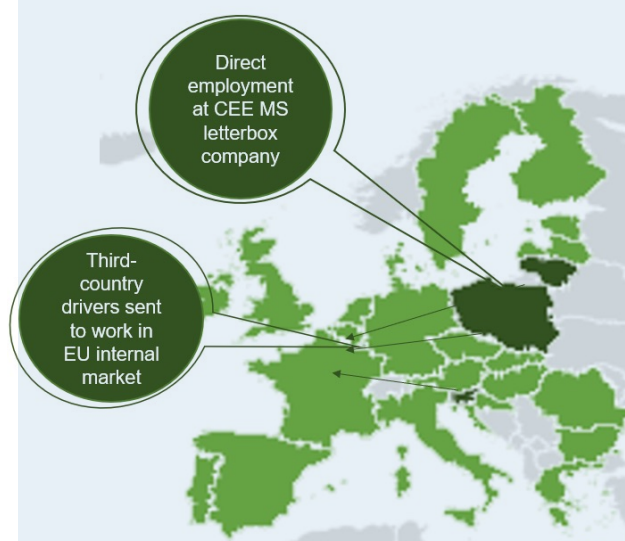 Direct
employment
at CEE MS
letterbox
company
Third-
country
drivers sent
to work in
EU internal
market